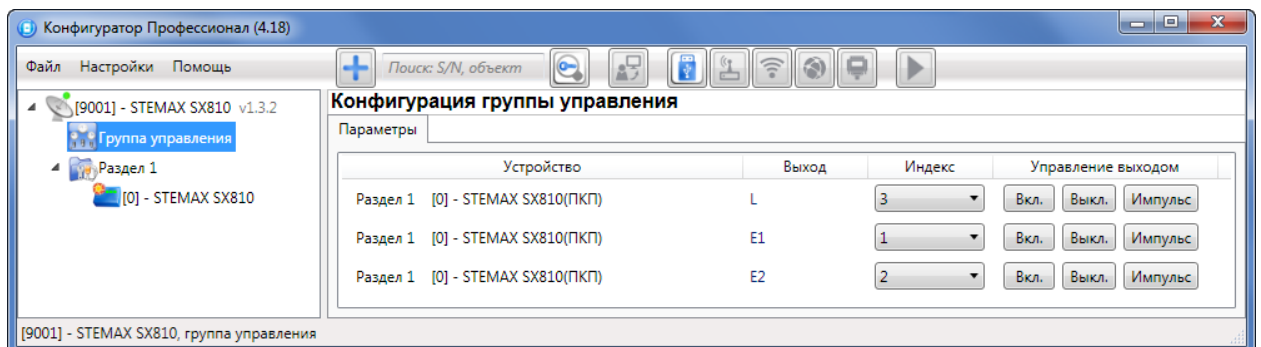 Конфигуратор Профессионал (4.18)
Файл Настройки Помощь Поиск: S/N, объект
[9001] - STEMAX SX810 v1.3.2
Группа управления
Раздел 1
[0] - STEMAX SX810
Конфигурация группы управления
Параметры
Устройство Выход Индекс Управление выходом
Раздел 1 [0] - STEMAX SX810(ПКП) L 3 Вкл. Выкл. Импульс
Раздел 1 [0] - STEMAX SX810(ПКП) E1 1 Вкл. Выкл. Импульс
Раздел 1 [0] - STEMAX SX810(ПКП) E2 2 Вкл. Выкл. Импульс
[9001] - STEMAX SX810, группа управления